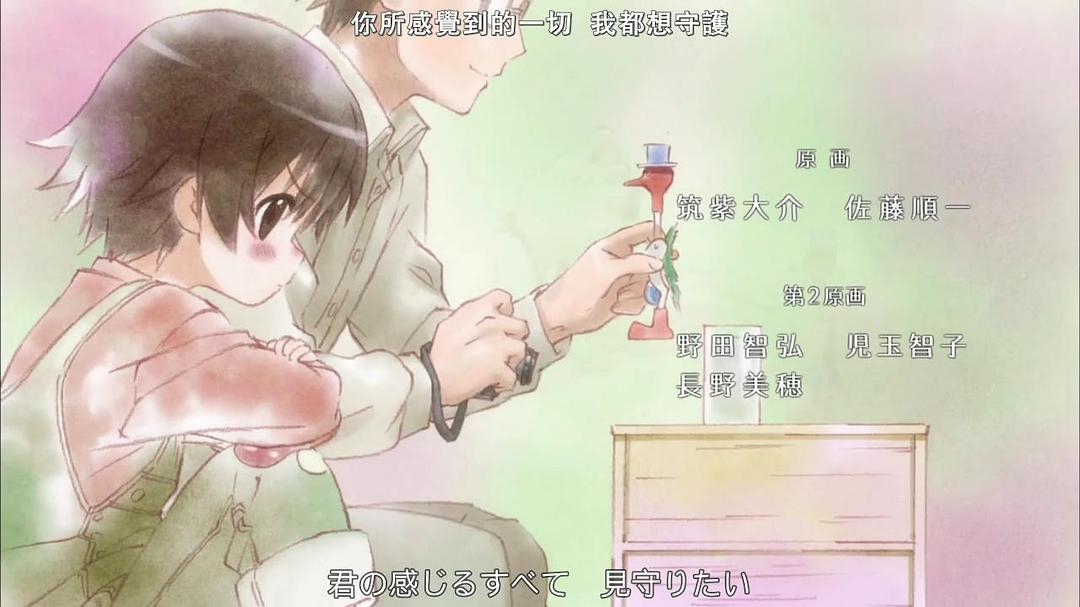 你所感覺到的一切 我都想守護
原画
筑紫大介 佐藤順一
第2原画
野田智弘 児玉智子
長野美穂
君の感じるすべて 見守りたい